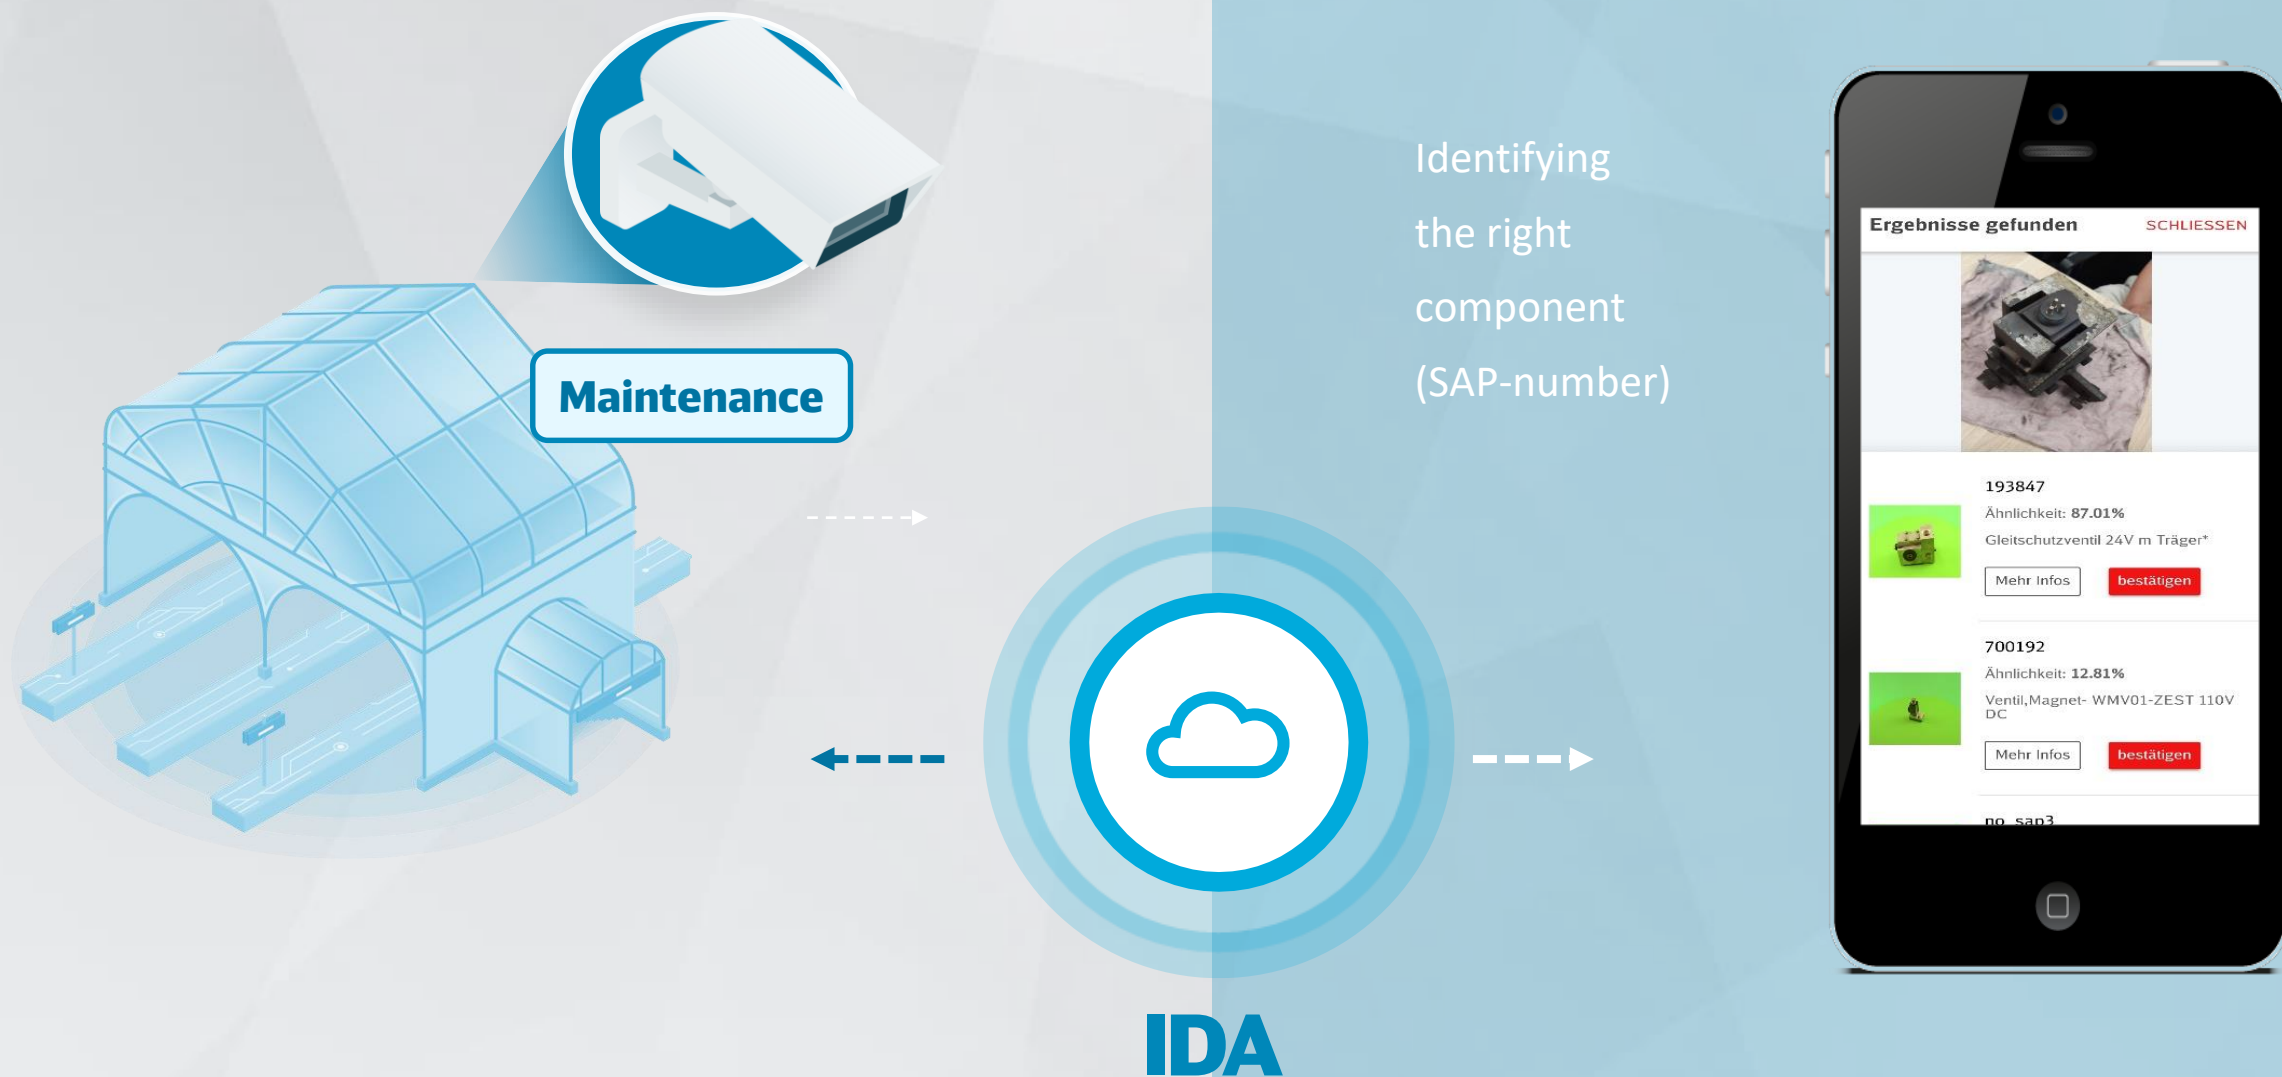 Maintenance
Identifying
the right
component
(SAP-number)
Ergebnisse gefunden
SCHLIESSEN
193847
Ähnlichkeit: 87.01%
Gleitschutzventil 24V m Träger*
Mehr Infos
bestätigen
700192
Ähnlichkeit: 12.81%
Ventil,Magnet- WMV01-ZEST 110V
DC
Mehr Infos
bestätigen
no_sap3
IDA